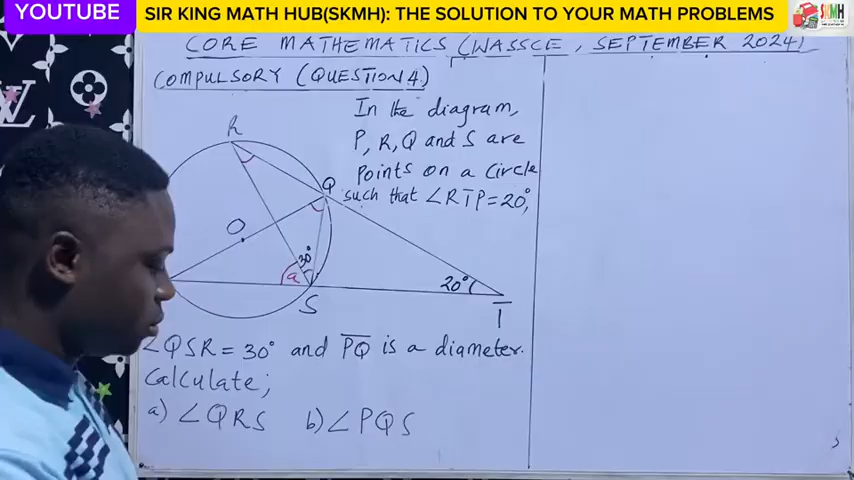 YOUTUBE
SIR KING MATH HUB(SKMH): THE SOLUTION TO YOUR MATH PROBLEMS
SKMH
CORE MATHEMATICS (WASSCE, SEPTEMBER 2024)
COMPULSORY (QUESTION 4)
In the diagram,
P, R, Q and S are
points on a circle
such that ∠RTP = 20°,
R
Q
O
30°
a
20°
S
T
∠QSR = 30° and PQ is a diameter.
Calculate;
a) ∠QRS b) ∠PQS